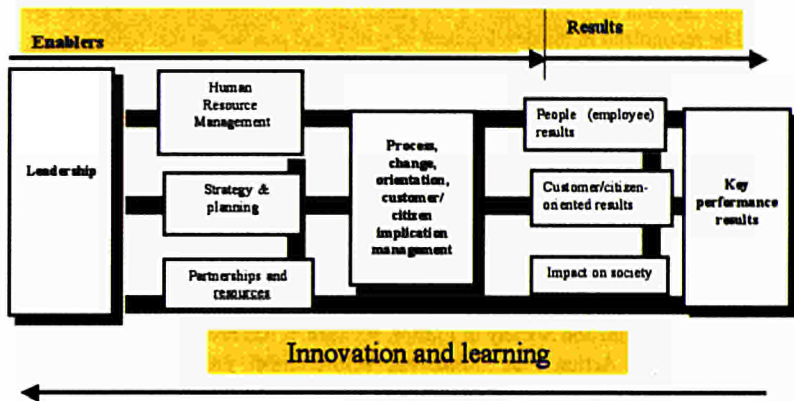 Enablers
Results
Leadership
Human
Resource
Management
Strategy &
planning
Partnerships and
resources
Process,
change,
orientation,
customer/
citizen
implication
management
People (employee)
results
Customer/citizen-
oriented results
Impact on society
Key
performance
results
Innovation and learning